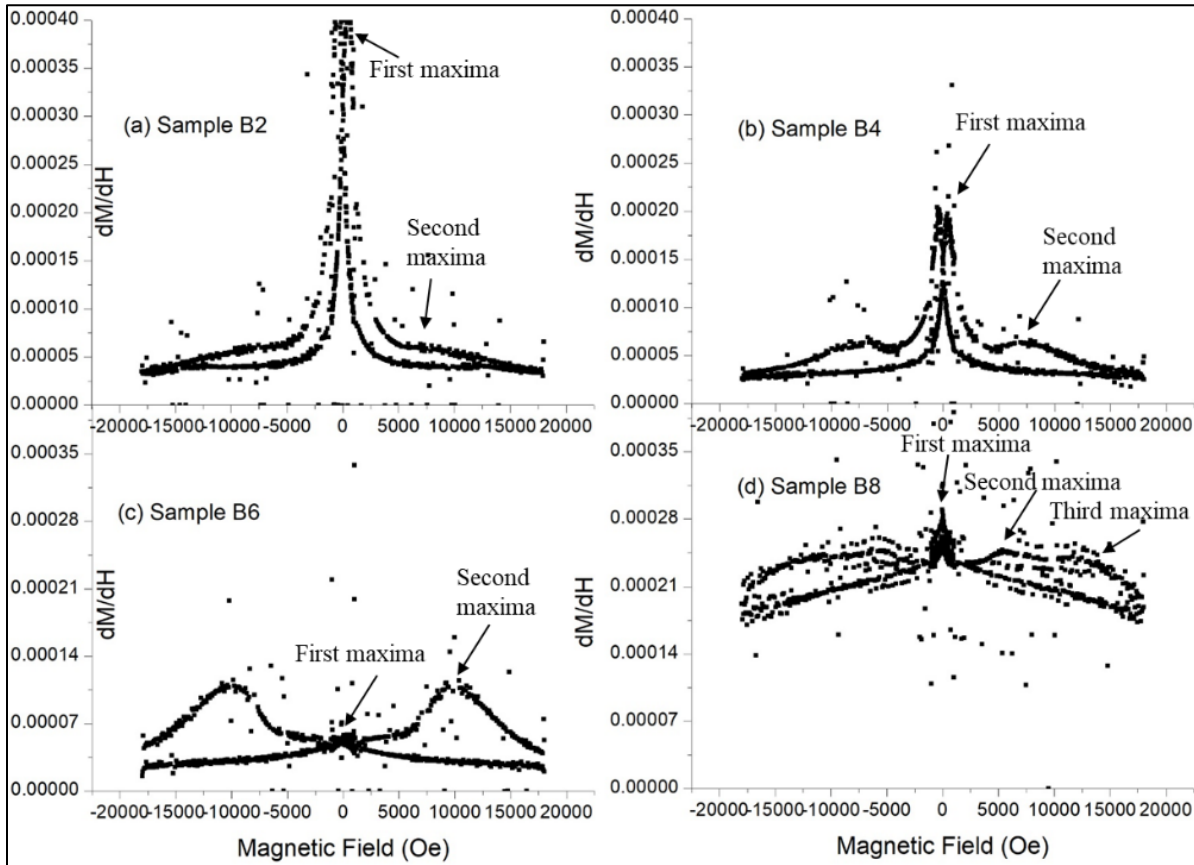 0.00040
0.00035
0.00030
0.00025
0.00020
0.00015
0.00010
0.00005
0.00000
dM/dH
(a) Sample B2
First maxima
Second
maxima
-20000 -15000 -10000 -5000 0 5000 10000 15000 20000
0.00040
0.00035
0.00030
0.00025
0.00020
0.00015
0.00010
0.00005
0.00000
dM/dH
(b) Sample B4
First maxima
Second
maxima
-20000 -15000 -10000 -5000 0 5000 10000 15000 20000
0.00035
0.00028
0.00021
0.00014
0.00007
0.00000
dM/dH
(c) Sample B6
First maxima
Second
maxima
-20000 -15000 -10000 -5000 0 5000 10000 15000 20000
Magnetic Field (Oe)
0.00035
0.00028
0.00021
0.00014
0.00007
0.00000
dM/dH
(d) Sample B8
First maxima
Second maxima
Third maxima
-20000 -15000 -10000 -5000 0 5000 10000 15000 20000
Magnetic Field (Oe)